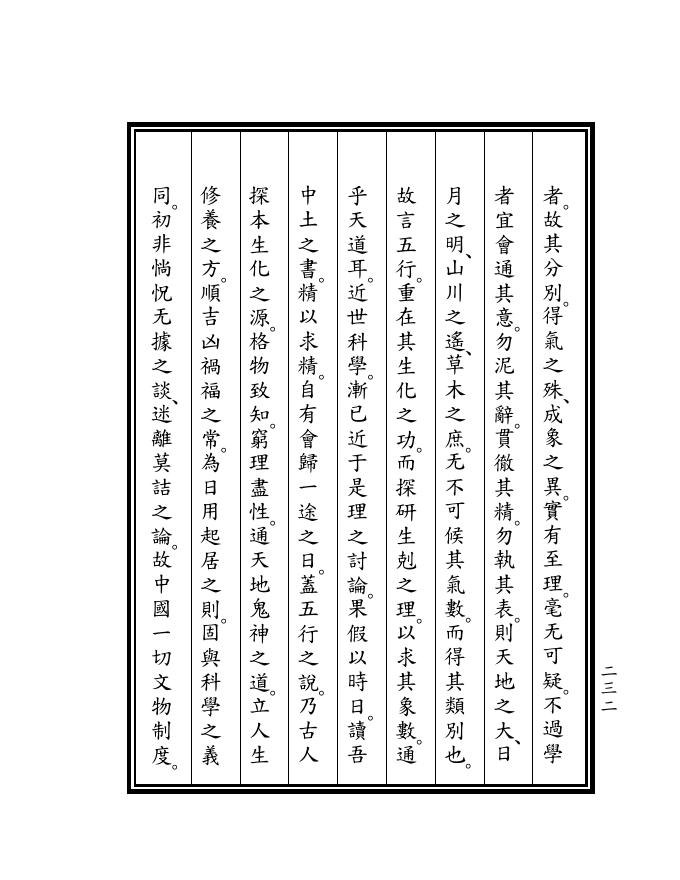 者。故其分別。得氣之殊、成象之異。實有至理。毫无可疑。不過學
者宜會通其意。勿泥其辭。貫徹其精。勿執其表。則天地之大、日
月之明、山川之遙、草木之庶。无不可候其氣數。而得其類別也。
故言五行。重在其生化之功。而探研生剋之理。以求其象數。通
乎天道耳。近世科學。漸已近于是理之討論。果假以時日。讀吾
中土之書。精以求精。自有會歸一途之日。蓋五行之說。乃古人
探本生化之源。格物致知。窮理盡性。通天地鬼神之道。立人生
修養之方。順吉凶禍福之常。為日用起居之則。固與科學之義
同。初非惝怳无據之談、迷離莫詰之論。故中國一切文物制度。
二三二